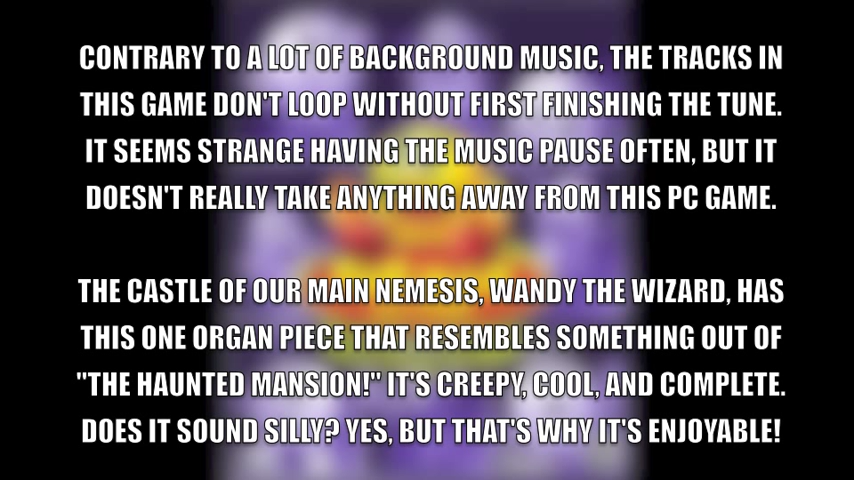 CONTRARY TO A LOT OF BACKGROUND MUSIC, THE TRACKS IN
THIS GAME DON'T LOOP WITHOUT FIRST FINISHING THE TUNE.
IT SEEMS STRANGE HAVING THE MUSIC PAUSE OFTEN, BUT IT
DOESN'T REALLY TAKE ANYTHING AWAY FROM THIS PC GAME.
THE CASTLE OF OUR MAIN NEMESIS, WANDY THE WIZARD, HAS
THIS ONE ORGAN PIECE THAT RESEMBLES SOMETHING OUT OF
"THE HAUNTED MANSION!" IT'S CREEPY, COOL, AND COMPLETE.
DOES IT SOUND SILLY? YES, BUT THAT'S WHY IT'S ENJOYABLE!